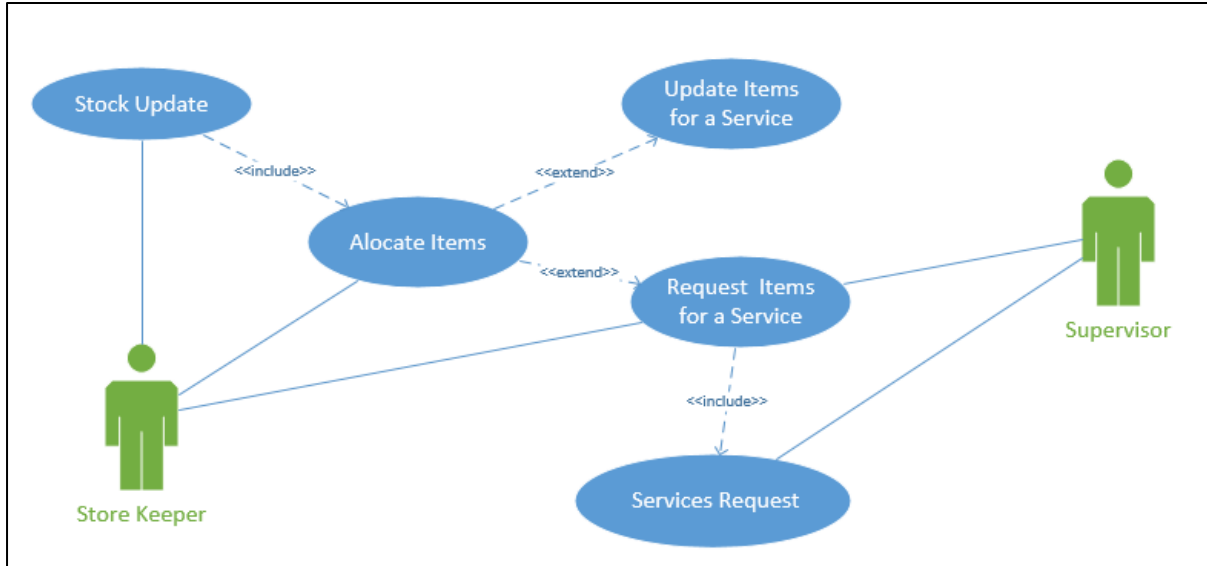 Stock Update
Update Items
for a Service
<<include>>
<<extend>>
Alocate Items
<<extend>>
Request  Items
for a Service
Supervisor
<<include>>
Services Request
Store Keeper